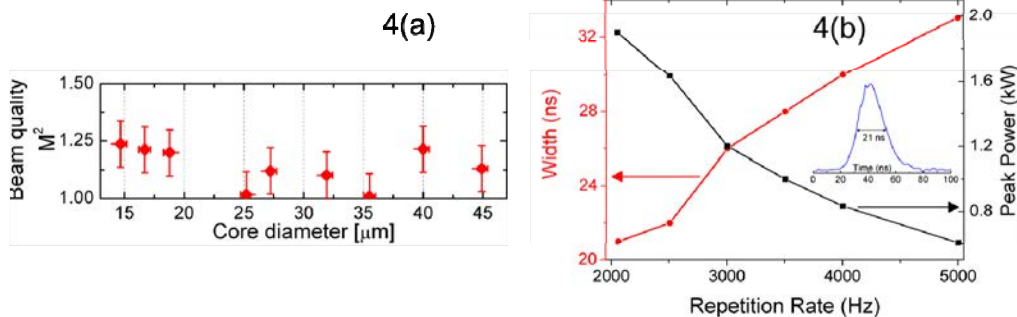 4(a)
Beam quality
M²
1.50
1.25
1.00
15 20 25 30 35 40 45
Core diameter [μm]
4(b)
Width (ns)
32
28
24
20
2000 3000 4000 5000
Repetition Rate (Hz)
2.0
1.6
1.2
0.8
Peak Power (kW)
21 ns
Time (ns)
0 20 40 60 80 100